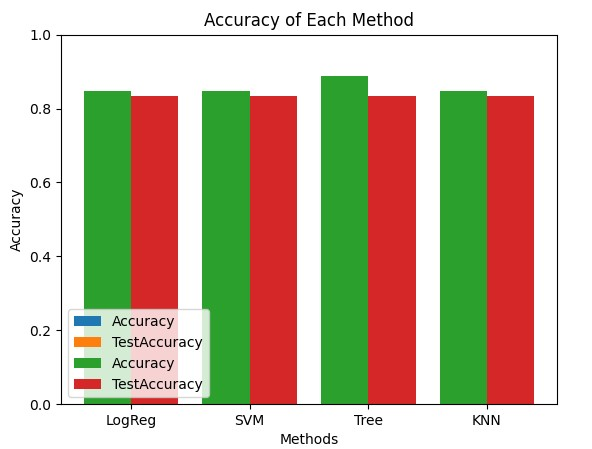 Accuracy of Each Method
1.0
0.8
0.6
0.4
0.2
0.0
Accuracy
Accuracy
TestAccuracy
Accuracy
TestAccuracy
LogReg SVM Tree KNN
Methods